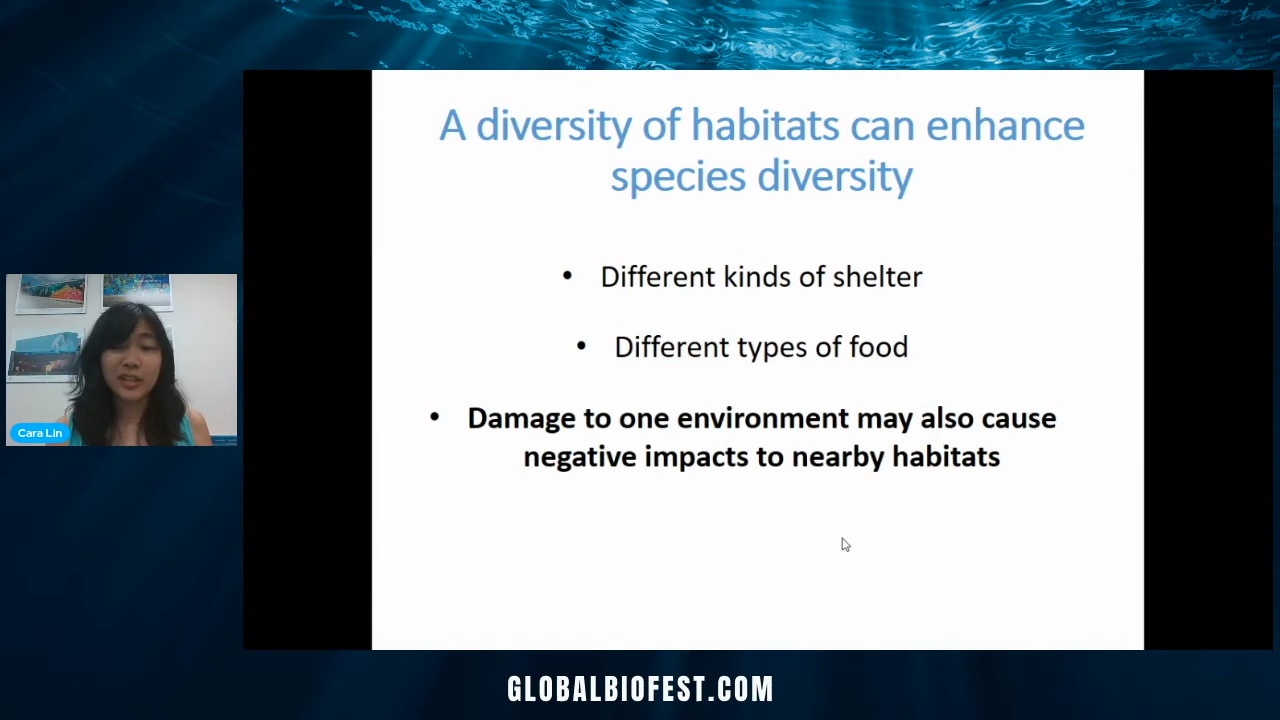 A diversity of habitats can enhance
species diversity
• Different kinds of shelter
• Different types of food
• Damage to one environment may also cause
negative impacts to nearby habitats
Cara Lin
GLOBALBIOFEST.COM